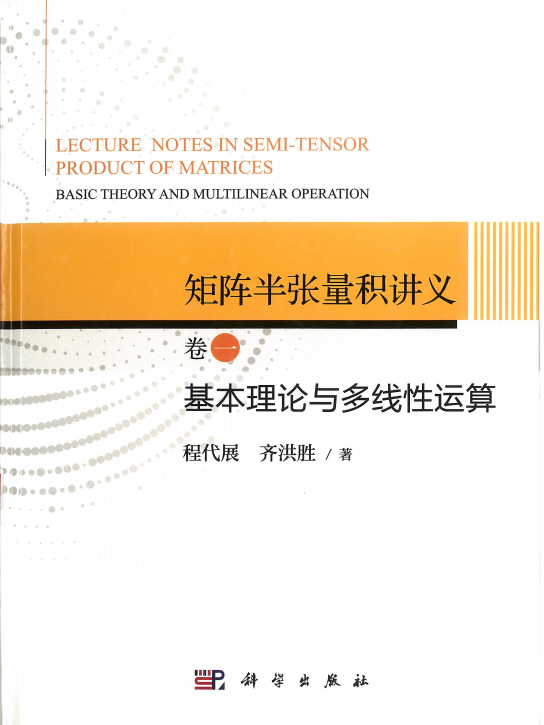 LECTURE NOTES IN SEMI-TENSOR
PRODUCT OF MATRICES
BASIC THEORY AND MULTILINEAR OPERATION
矩阵半张量积讲义
卷一
基本理论与多线性运算
程代展 齐洪胜 / 著
科学出版社